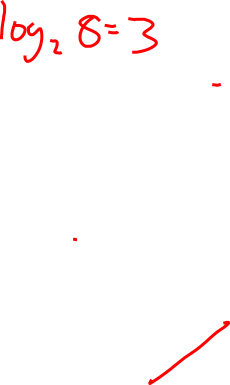 log₂ 8 = 3